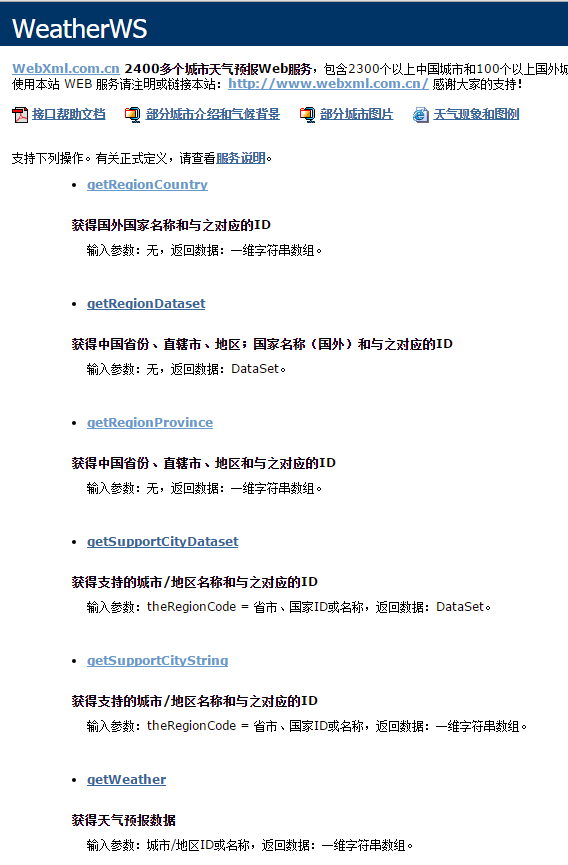 WeatherWS
WebXml.com.cn 2400多个城市天气预报Web服务，包含2300个以上中国城市和100个以上国外城
使用本站 WEB 服务请注明或链接本站：http://www.webxml.com.cn/ 感谢大家的支持！
接口帮助文档 部分城市介绍和气候背景 部分城市图片 天气现象和图例
支持下列操作。有关正式定义，请查看服务说明。
• getRegionCountry
获得国外国家名称和与之对应的ID
输入参数：无，返回数据：一维字符串数组。
• getRegionDataset
获得中国省份、直辖市、地区；国家名称（国外）和与之对应的ID
输入参数：无，返回数据：DataSet。
• getRegionProvince
获得中国省份、直辖市、地区和与之对应的ID
输入参数：无，返回数据：一维字符串数组。
• getSupportCityDataset
获得支持的城市/地区名称和与之对应的ID
输入参数：theRegionCode = 省市、国家ID或名称，返回数据：DataSet。
• getSupportCityString
获得支持的城市/地区名称和与之对应的ID
输入参数：theRegionCode = 省市、国家ID或名称，返回数据：一维字符串数组。
• getWeather
获得天气预报数据
输入参数：城市/地区ID或名称，返回数据：一维字符串数组。